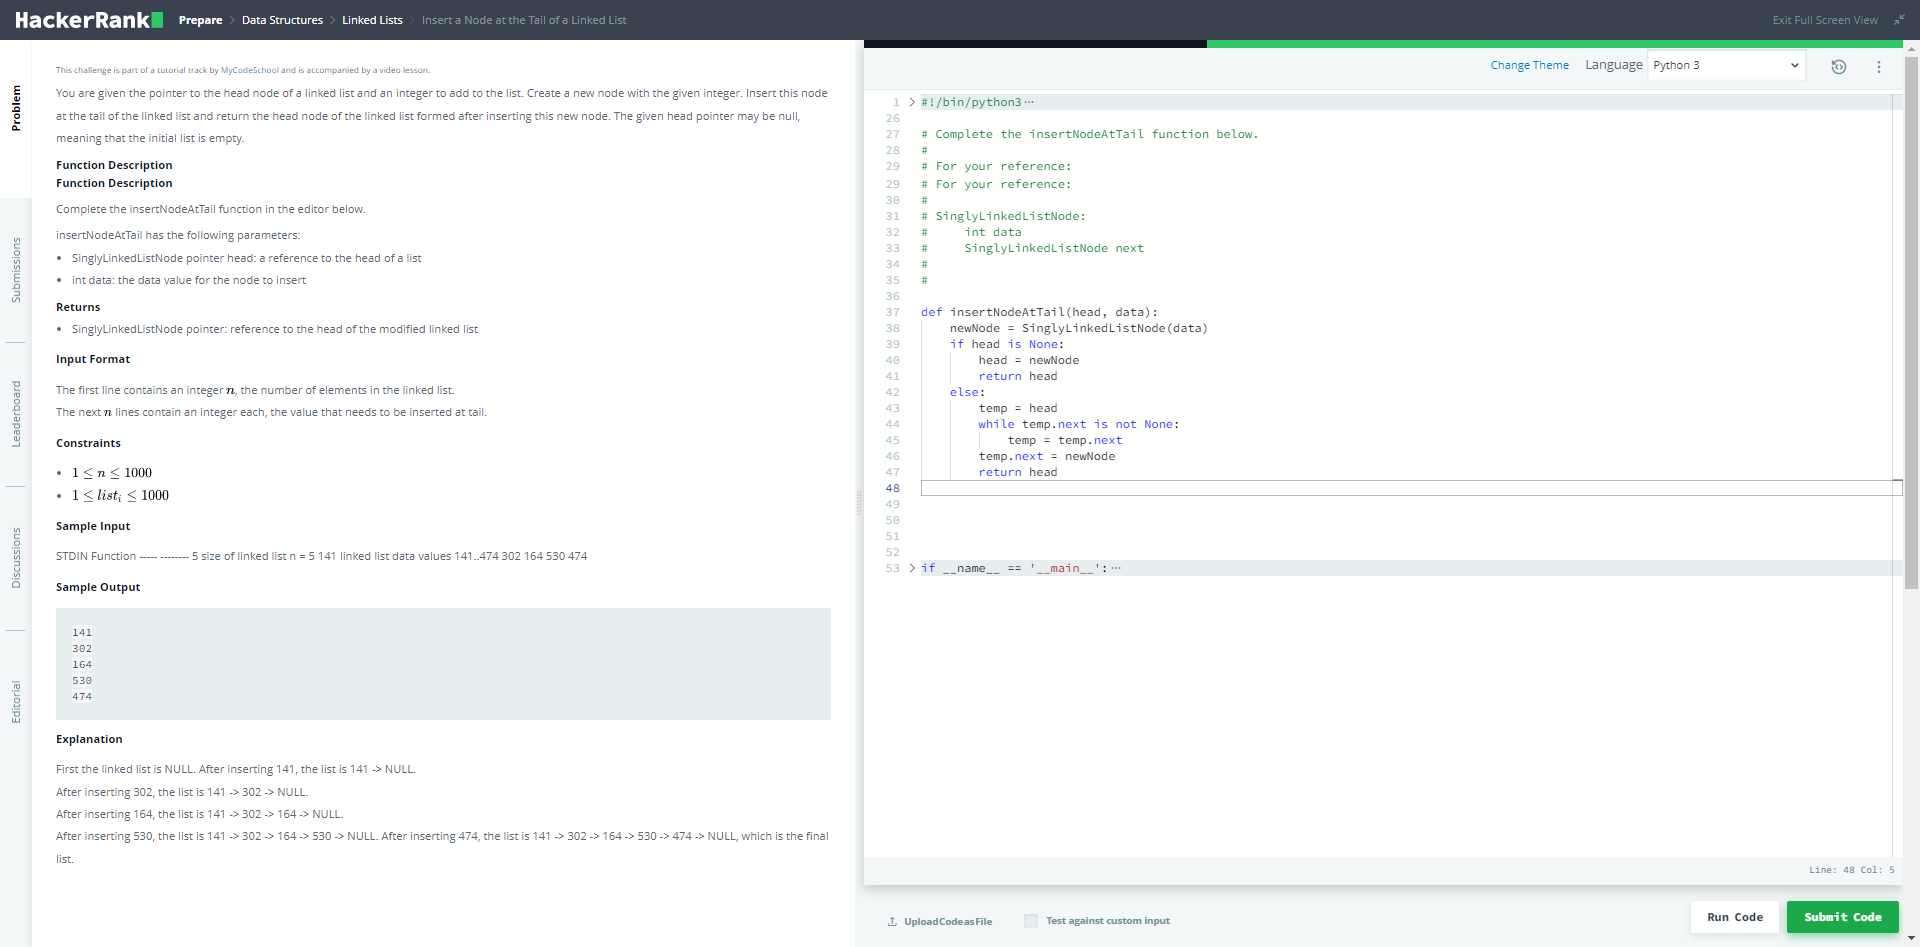 HackerRank
Prepare > Data Structures > Linked Lists > Insert a Node at the Tail of a Linked List
Exit Full Screen View
Problem
Submissions
Leaderboard
Discussions
Editorial
This challenge is part of a tutorial track by MyCodeSchool and is accompanied by a video lesson.
You are given the pointer to the head node of a linked list and an integer to add to the list. Create a new node with the given integer. Insert this node
at the tail of the linked list and return the head node of the linked list formed after inserting this new node. The given head pointer may be null,
meaning that the initial list is empty.
Function Description
Function Description
Complete the insertNodeAtTail function in the editor below.
insertNodeAtTail has the following parameters:
• SinglyLinkedListNode pointer head: a reference to the head of a list
• int data: the data value for the node to insert
Returns
• SinglyLinkedListNode pointer: reference to the head of the modified linked list
Input Format
The first line contains an integer n, the number of elements in the linked list.
The next n lines contain an integer each, the value that needs to be inserted at tail.
Constraints
• 1 ≤ n ≤ 1000
• 1 ≤ listᵢ ≤ 1000
Sample Input
STDIN Function ----- -------- 5 size of linked list n = 5 141 linked list data values 141..474 302 164 530 474
Sample Output
141
302
164
530
474
Explanation
First the linked list is NULL. After inserting 141, the list is 141 -> NULL.
After inserting 302, the list is 141 -> 302 -> NULL.
After inserting 164, the list is 141 -> 302 -> 164 -> NULL.
After inserting 530, the list is 141 -> 302 -> 164 -> 530 -> NULL. After inserting 474, the list is 141 -> 302 -> 164 -> 530 -> 474 -> NULL, which is the final
list.
Change Theme Language Python 3
1 > #!/bin/python3⋯
26
27 # Complete the insertNodeAtTail function below.
28 #
29 # For your reference:
29 # For your reference:
30 #
31 # SinglyLinkedListNode:
32 #     int data
33 #     SinglyLinkedListNode next
34 #
35 #
36
37 def insertNodeAtTail(head, data):
38     newNode = SinglyLinkedListNode(data)
39     if head is None:
40         head = newNode
41         return head
42     else:
43         temp = head
44         while temp.next is not None:
45             temp = temp.next
46         temp.next = newNode
47         return head
48
49
50
51
52
53 > if __name__ == '__main__':⋯
Line: 48 Col: 5
Upload Code as File
Test against custom input
Run Code
Submit Code